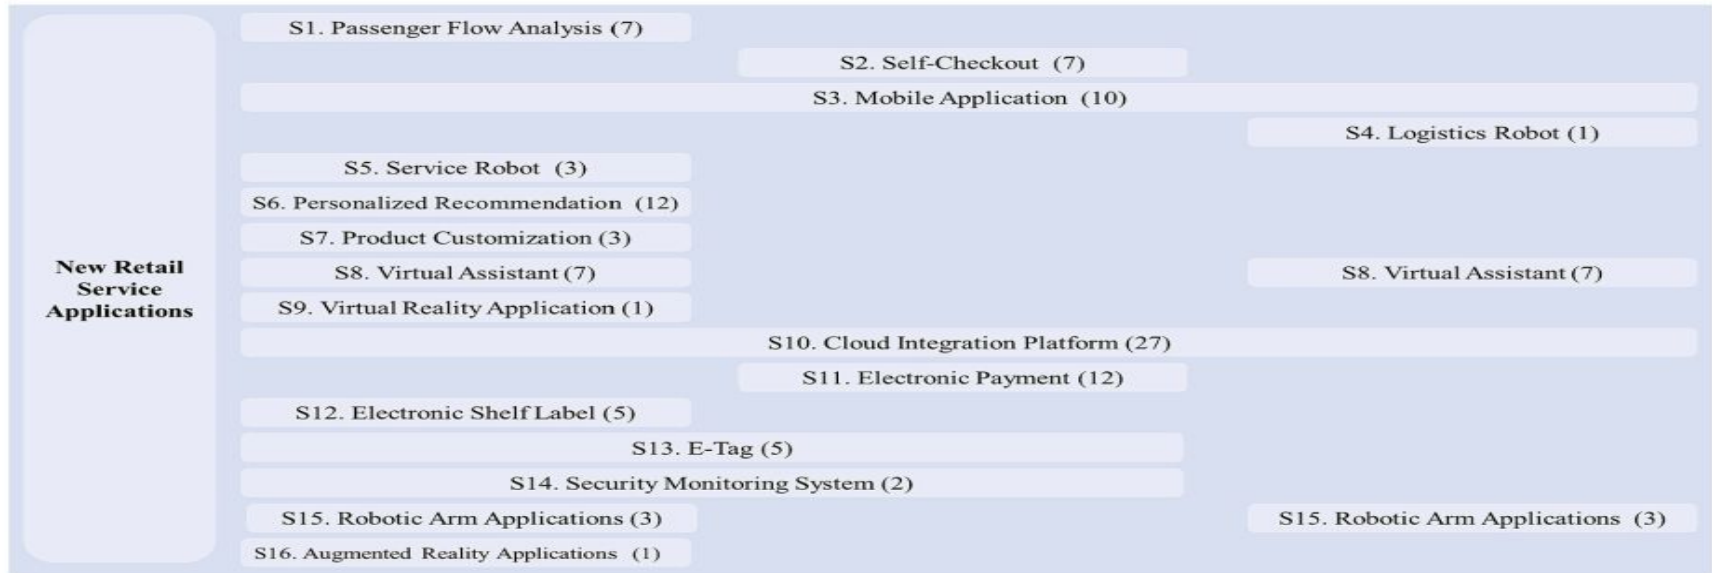 S1. Passenger Flow Analysis (7)
S2. Self-Checkout (7)
S3. Mobile Application (10)
S4. Logistics Robot (1)
S5. Service Robot (3)
S6. Personalized Recommendation (12)
S7. Product Customization (3)
New Retail
Service
Applications
S8. Virtual Assistant (7)
S8. Virtual Assistant (7)
S9. Virtual Reality Application (1)
S10. Cloud Integration Platform (27)
S11. Electronic Payment (12)
S12. Electronic Shelf Label (5)
S13. E-Tag (5)
S14. Security Monitoring System (2)
S15. Robotic Arm Applications (3)
S15. Robotic Arm Applications (3)
S16. Augmented Reality Applications (1)